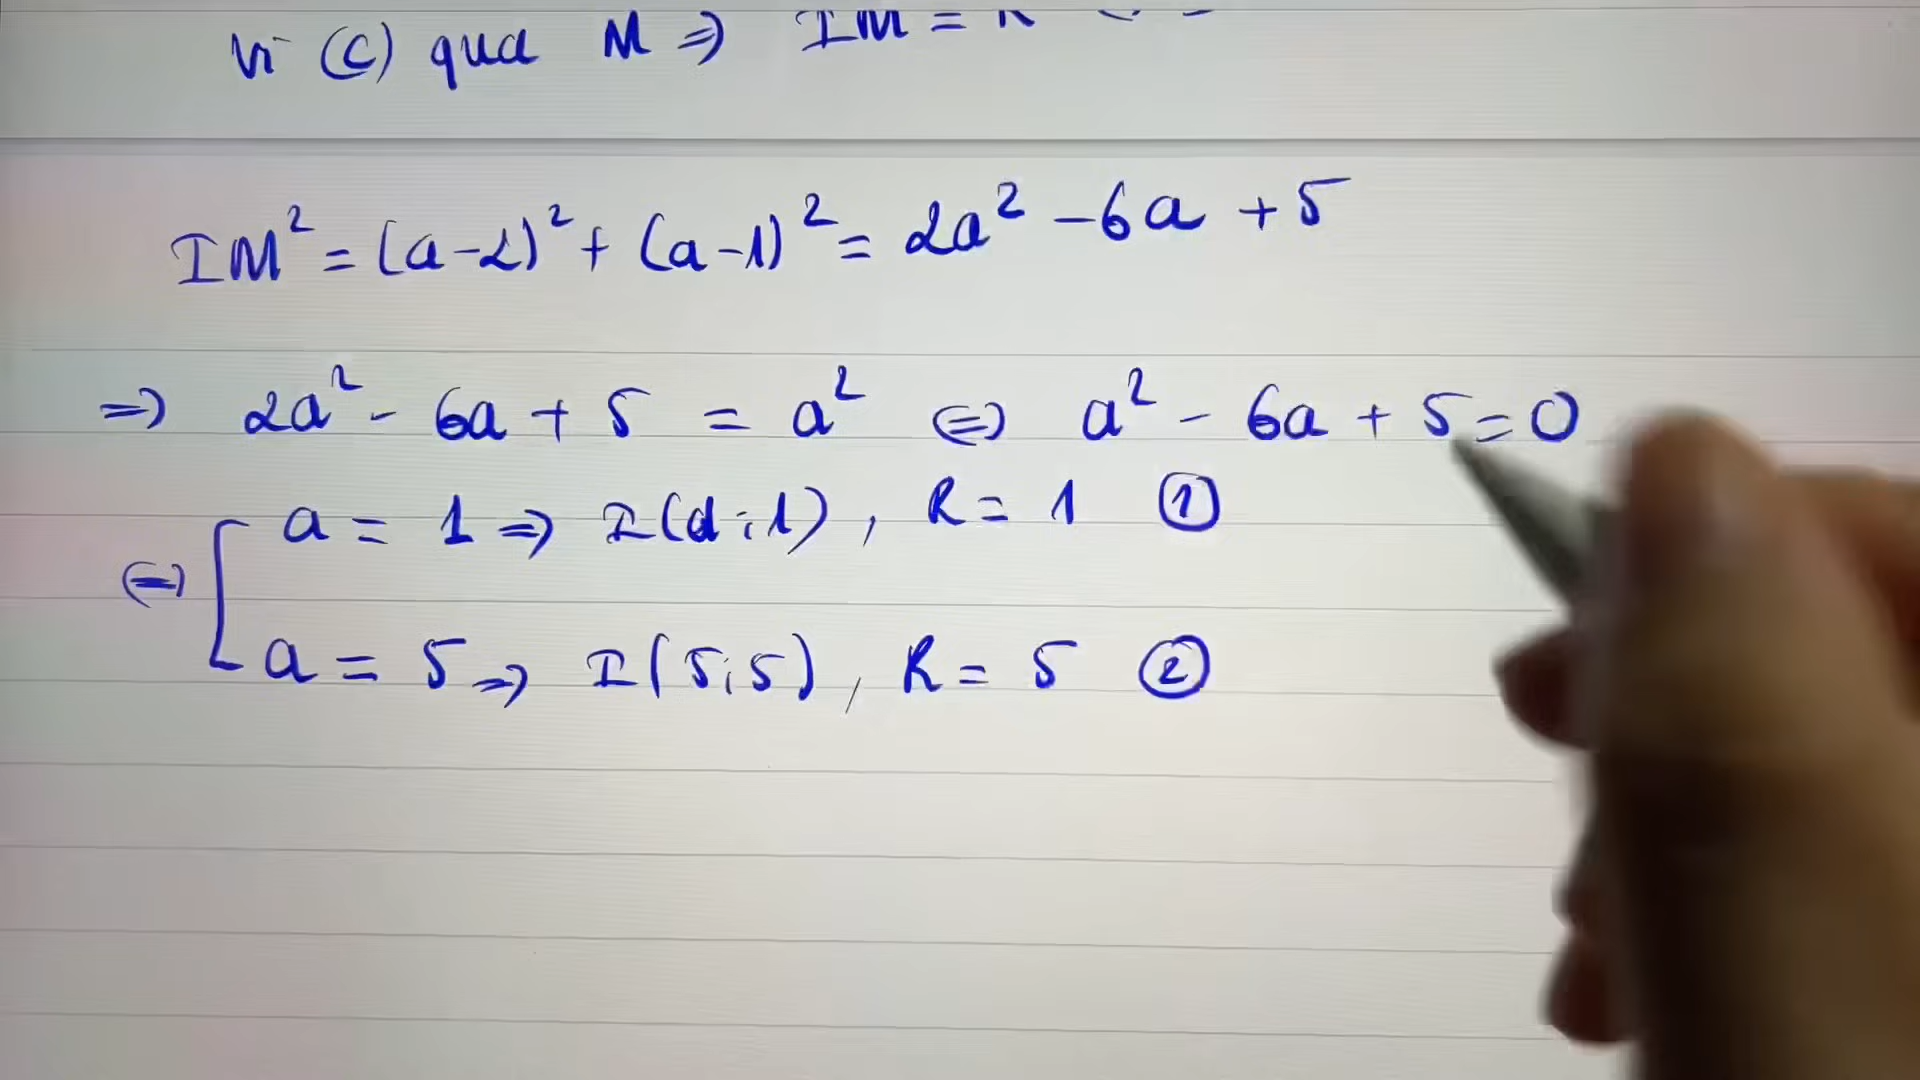 Vì (C) qua M => IM = R
IM² = (a-2)² + (a-1)² = 2a² - 6a + 5
=> 2a² - 6a + 5 = a² <=> a² - 6a + 5 = 0
a = 1 => I(1;1), R = 1 ①
<=>
a = 5 => I(5;5), R = 5 ②